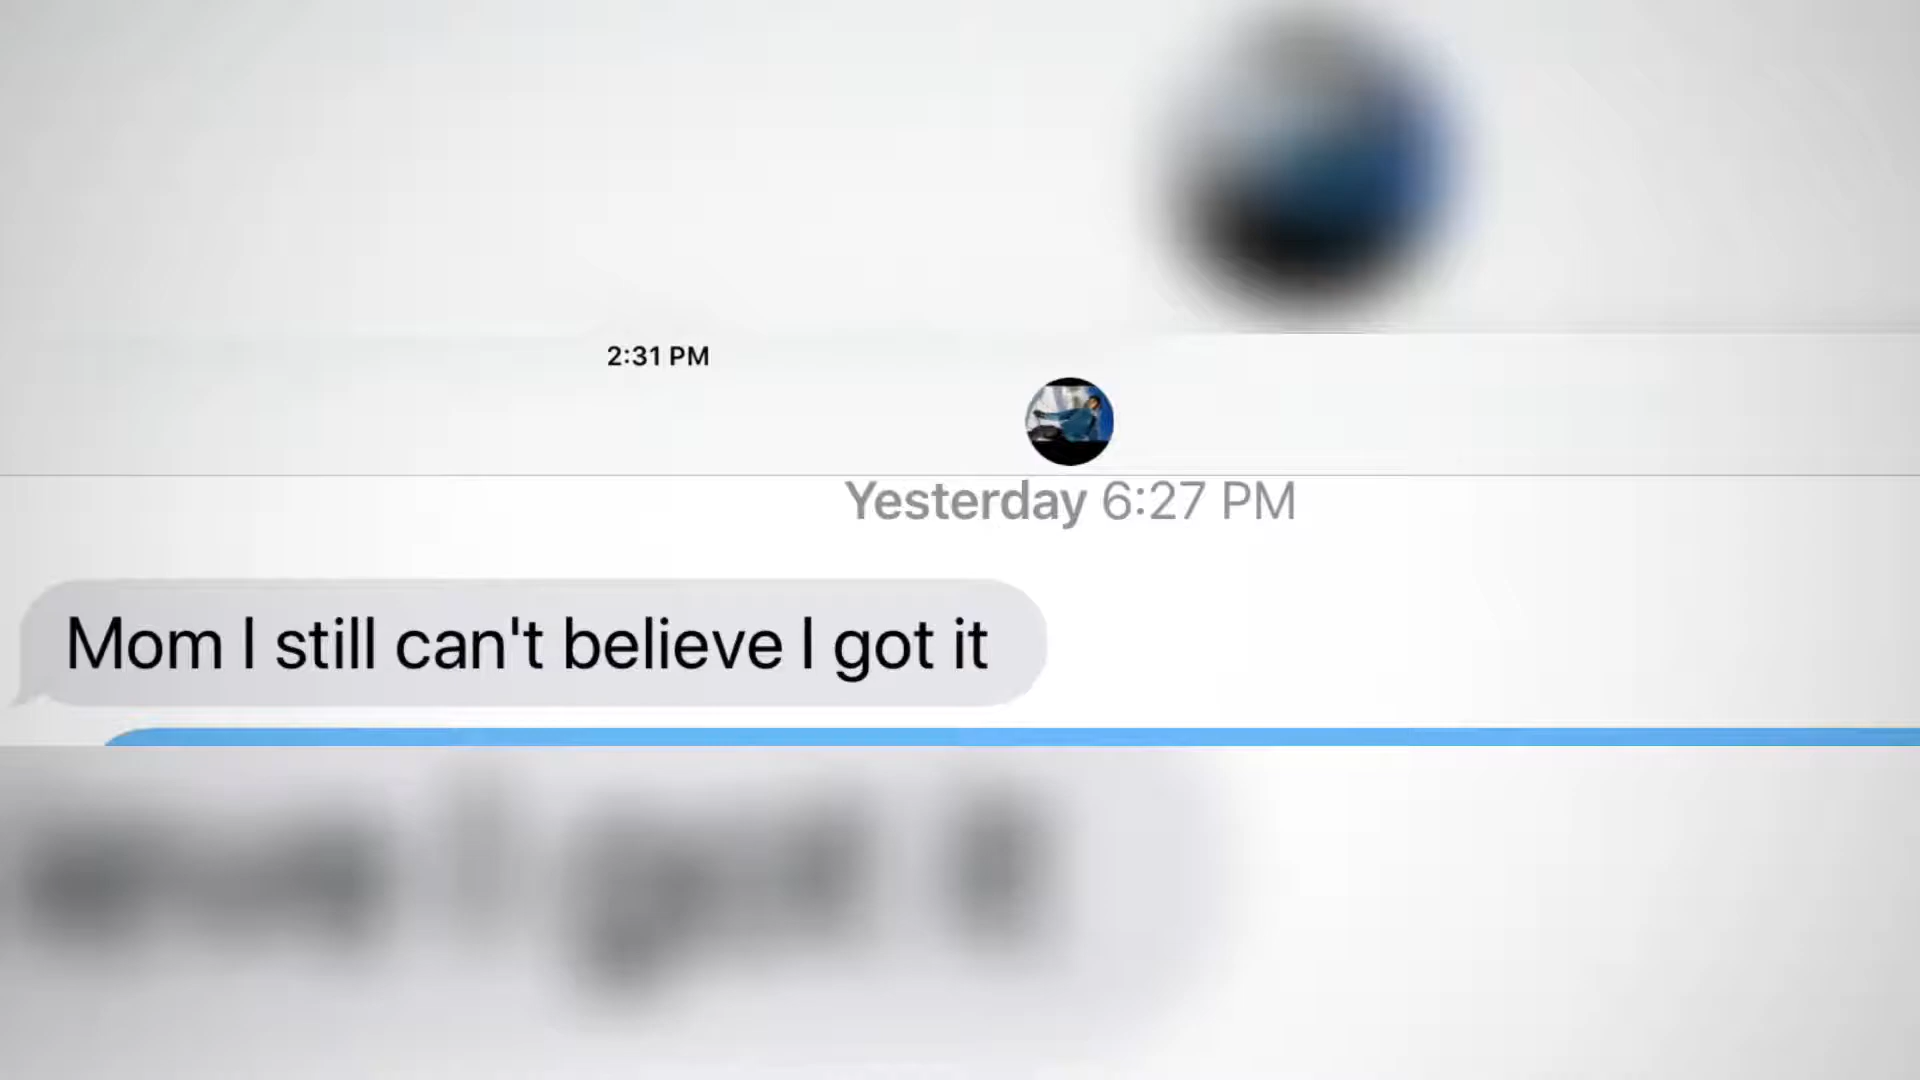 2:31 PM
Yesterday 6:27 PM
Mom I still can't believe I got it